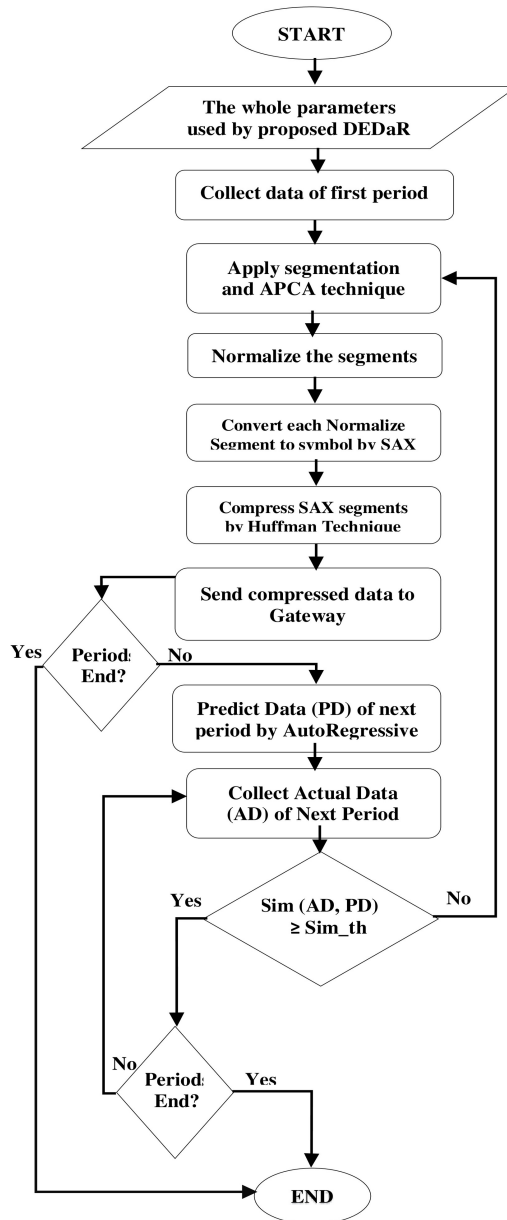 START
The whole parameters
used by proposed DEDaR
Collect data of first period
Apply segmentation
and APCA technique
Normalize the segments
Convert each Normalize
Segment to symbol by SAX
Compress SAX segments
by Huffman Technique
Send compressed data to
Gateway
Yes
Periods
End?
No
Predict Data (PD) of next
period by AutoRegressive
Collect Actual Data
(AD) of Next Period
Yes
Sim (AD, PD)
≥ Sim_th
No
No
Periods
End?
Yes
END